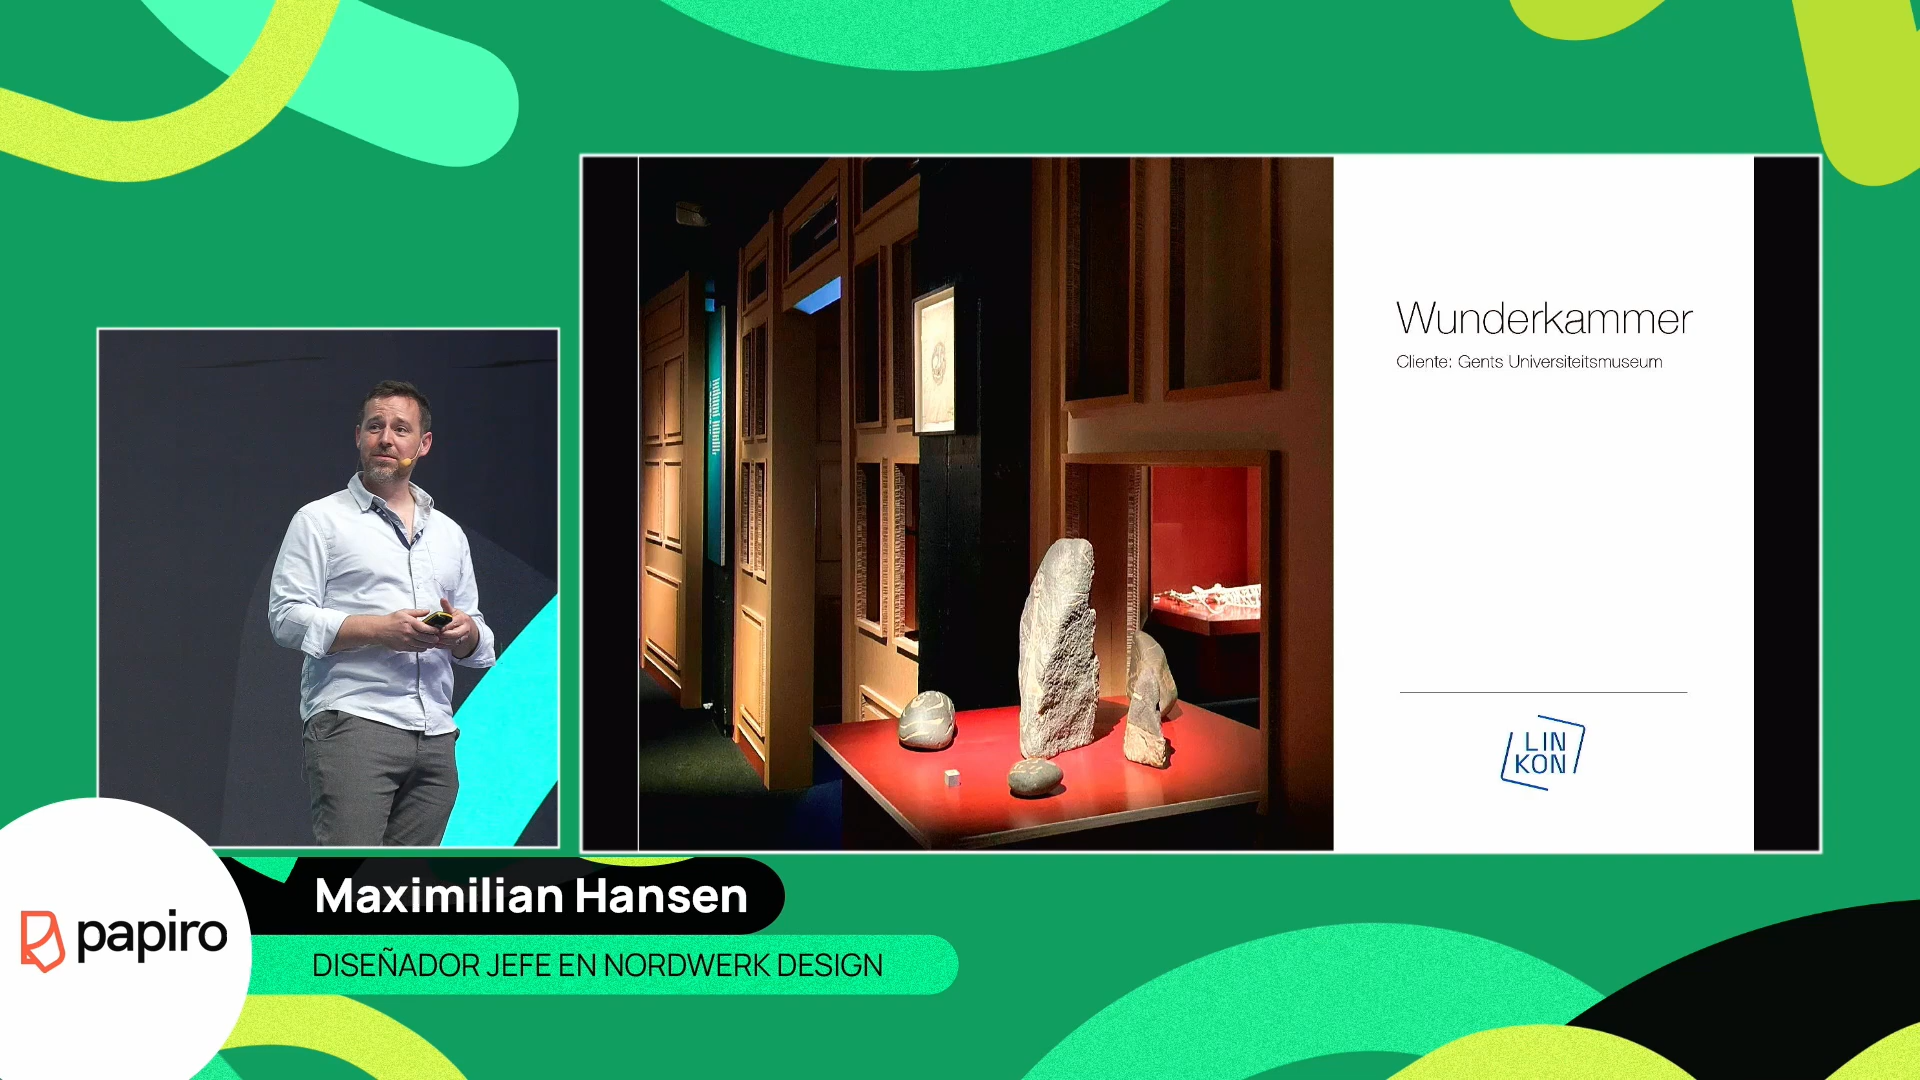 Wunderkammer
Cliente: Gents Universiteitsmuseum
LIN
KON
Maximilian Hansen
papiro
DISEÑADOR JEFE EN NORDWERK DESIGN